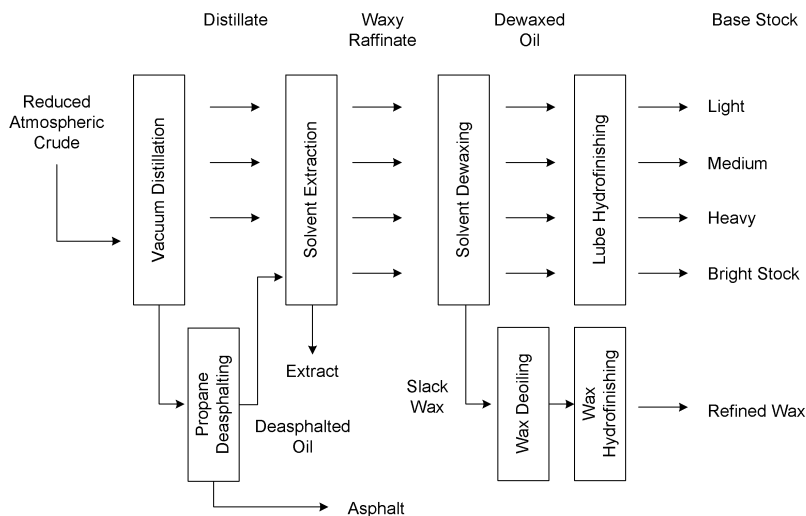 Distillate
Waxy
Raffinate
Dewaxed
Oil
Base Stock
Reduced
Atmospheric
Crude
Vacuum Distillation
Solvent Extraction
Solvent Dewaxing
Lube Hydrofinishing
Light
Medium
Heavy
Bright Stock
Propane
Deasphalting
Extract
Deasphalted
Oil
Slack
Wax
Wax Deoiling
Wax
Hydrofinishing
Refined Wax
Asphalt